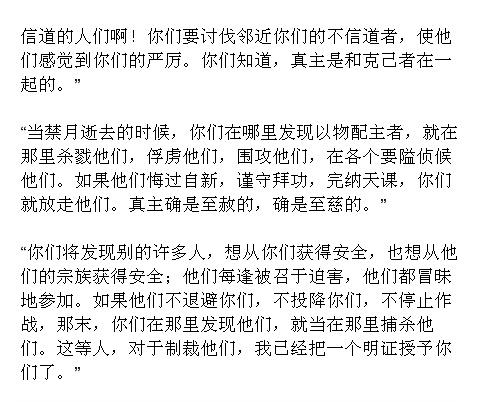 信道的人们啊！你们要讨伐邻近你们的不信道者，使他
们感觉到你们的严厉。你们知道，真主是和克己者在一
起的。”
“当禁月逝去的时候，你们在哪里发现以物配主者，就在
那里杀戮他们，俘虏他们，围攻他们，在各个要隘侦候
他们。如果他们悔过自新，谨守拜功，完纳天课，你们
就放走他们。真主确是至赦的，确是至慈的。”
“你们将发现别的许多人，想从你们获得安全，也想从他
们的宗族获得安全；他们每逢被召于迫害，他们都冒昧
地参加。如果他们不退避你们，不投降你们，不停止作
战，那末，你们在那里发现他们，就当在那里捕杀他
们。这等人，对于制裁他们，我已经把一个明证授予你
们了。”